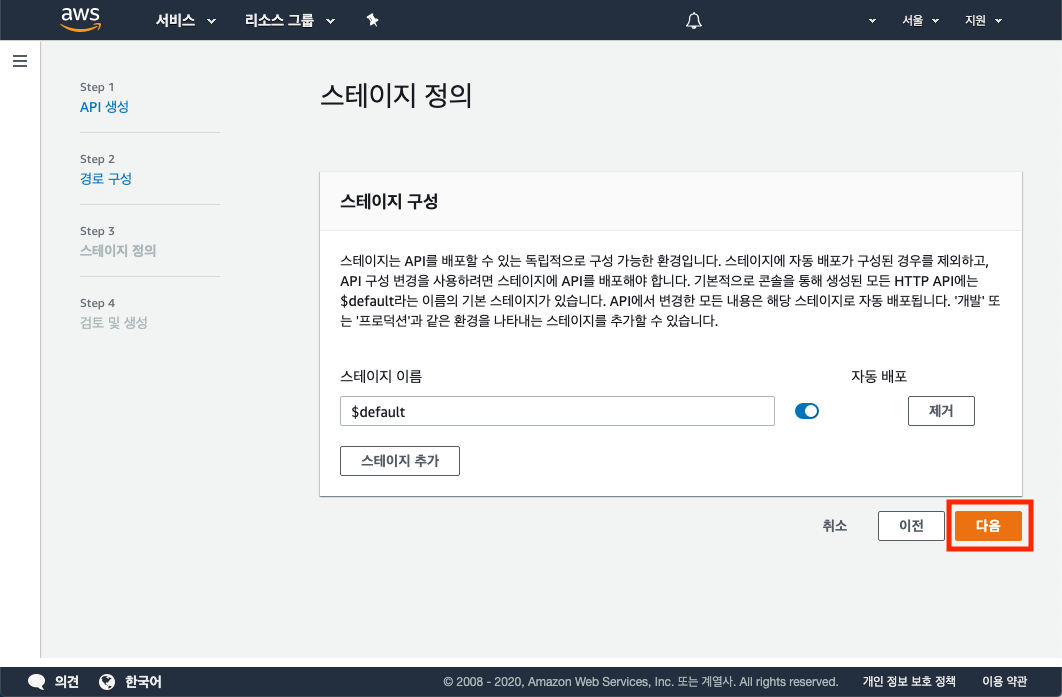 aws 서비스 리소스 그룹 서울 지원
Step 1
API 생성
Step 2
경로 구성
Step 3
스테이지 정의
Step 4
검토 및 생성
스테이지 정의
스테이지 구성
스테이지는 API를 배포할 수 있는 독립적으로 구성 가능한 환경입니다. 스테이지에 자동 배포가 구성된 경우를 제외하고,
API 구성 변경을 사용하려면 스테이지에 API를 배포해야 합니다. 기본적으로 콘솔을 통해 생성된 모든 HTTP API에는
$default라는 이름의 기본 스테이지가 있습니다. API에서 변경한 모든 내용은 해당 스테이지로 자동 배포됩니다. '개발' 또
는 '프로덕션'과 같은 환경을 나타내는 스테이지를 추가할 수 있습니다.
스테이지 이름 자동 배포
$default 제거
스테이지 추가
취소 이전 다음
의견 한국어 © 2008 - 2020, Amazon Web Services, Inc. 또는 계열사. All rights reserved. 개인 정보 보호 정책 이용 약관